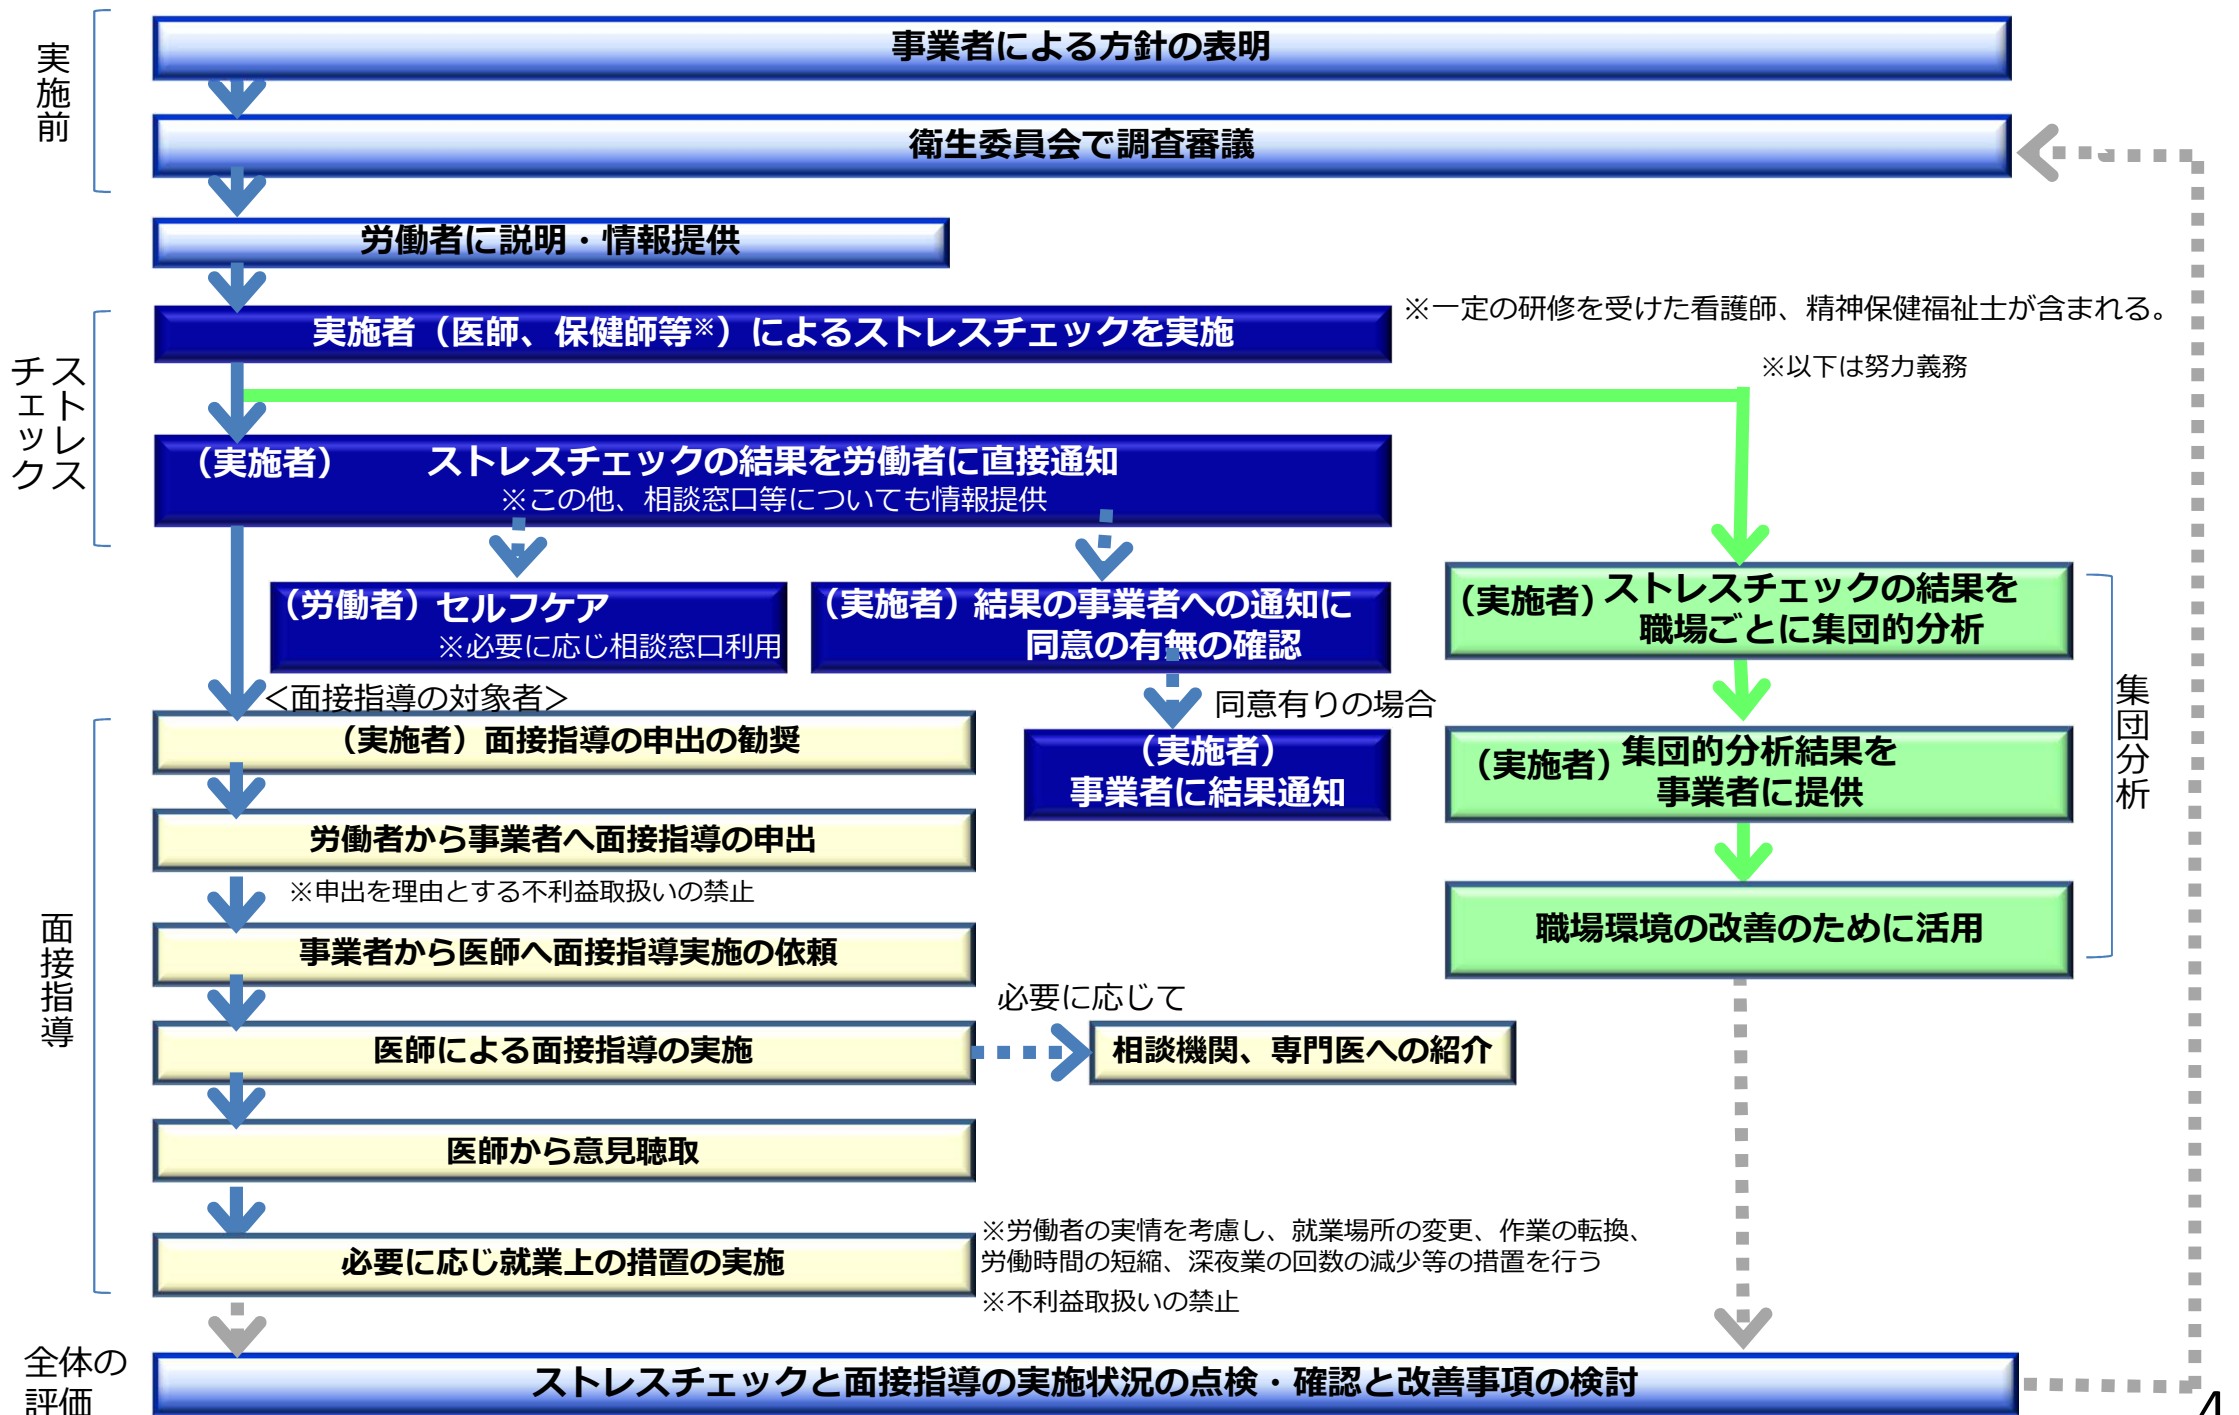 実施前
事業者による方針の表明
衛生委員会で調査審議
労働者に説明・情報提供
ストレス
チェック
実施者（医師、保健師等※）によるストレスチェックを実施
※一定の研修を受けた看護師、精神保健福祉士が含まれる。
※以下は努力義務
（実施者） ストレスチェックの結果を労働者に直接通知
※この他、相談窓口等についても情報提供
（労働者）セルフケア
※必要に応じ相談窓口利用
（実施者）結果の事業者への通知に
同意の有無の確認
同意有りの場合
（実施者）
事業者に結果通知
集団分析
（実施者）ストレスチェックの結果を
職場ごとに集団的分析
（実施者）集団的分析結果を
事業者に提供
職場環境の改善のために活用
面接指導
＜面接指導の対象者＞
（実施者）面接指導の申出の勧奨
労働者から事業者へ面接指導の申出
※申出を理由とする不利益取扱いの禁止
事業者から医師へ面接指導実施の依頼
医師による面接指導の実施
必要に応じて
相談機関、専門医への紹介
医師から意見聴取
必要に応じ就業上の措置の実施
※労働者の実情を考慮し、就業場所の変更、作業の転換、
労働時間の短縮、深夜業の回数の減少等の措置を行う
※不利益取扱いの禁止
全体の
評価
ストレスチェックと面接指導の実施状況の点検・確認と改善事項の検討
4